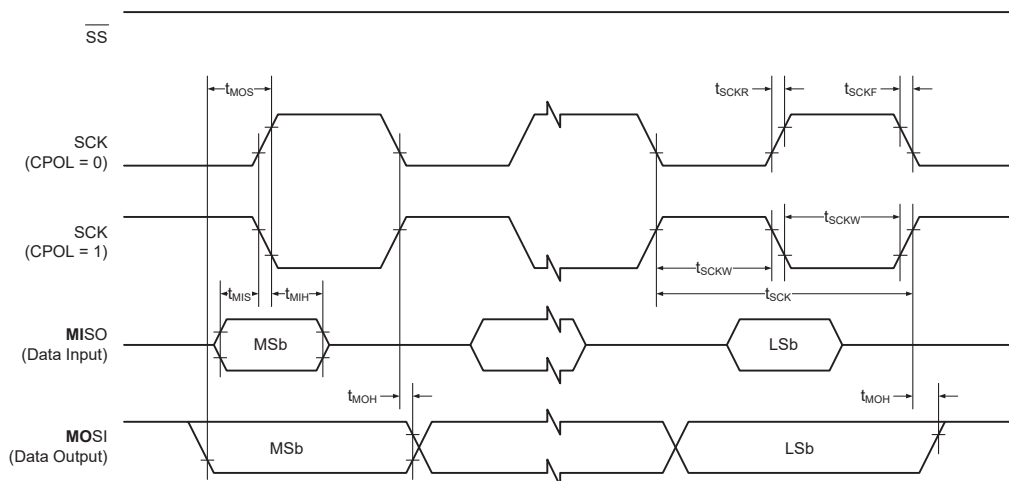 SS
tMOS
tSCKR
tSCKF
SCK
(CPOL = 0)
SCK
(CPOL = 1)
tSCKW
tSCKW
tSCK
tMIS
tMIH
MISO
(Data Input)
MSb
LSb
tMOH
tMOH
MOSI
(Data Output)
MSb
LSb